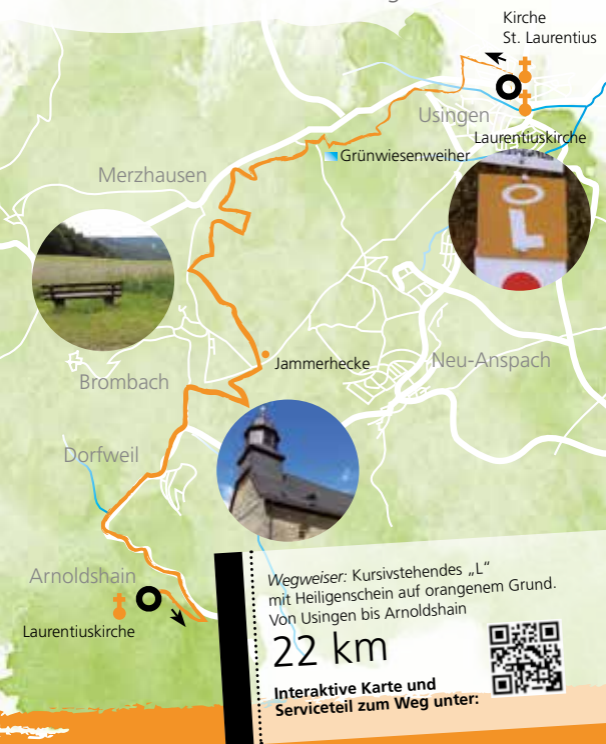 Kirche
St. Laurentius
Usingen
Laurentiuskirche
Grünwiesenweiher
Merzhausen
L
Jammerhecke
Neu-Anspach
Brombach
Dorfweil
Arnoldshain
Laurentiuskirche
Wegweiser: Kursivstehendes „L“
mit Heiligenschein auf orangenem Grund.
Von Usingen bis Arnoldshain
22 km
Interaktive Karte und
Serviceteil zum Weg unter: